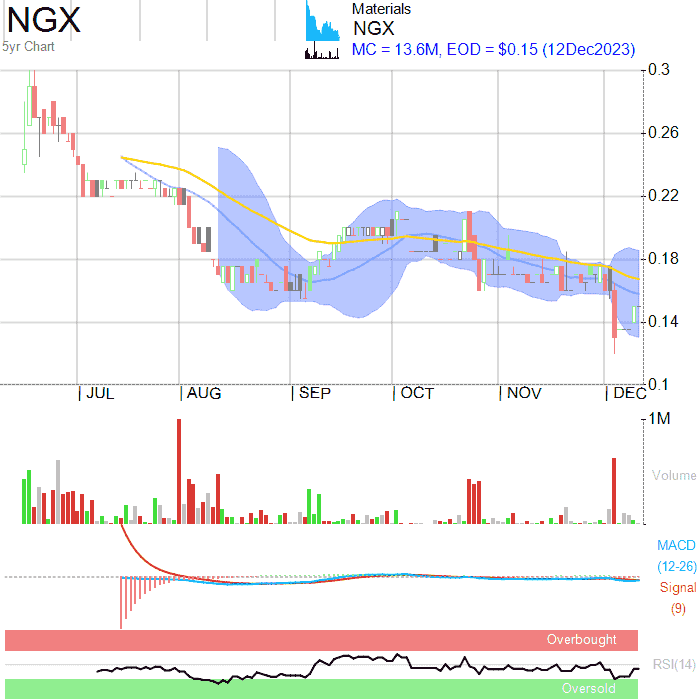 NGX
5yr Chart
Materials
NGX
MC = 13.6M, EOD = $0.15 (12Dec2023)
0.3
0.26
0.22
0.18
0.14
0.1
JUL AUG SEP OCT NOV DEC
1M
Volume
MACD
(12-26)
Signal
(9)
Overbought
RSI(14)
Oversold